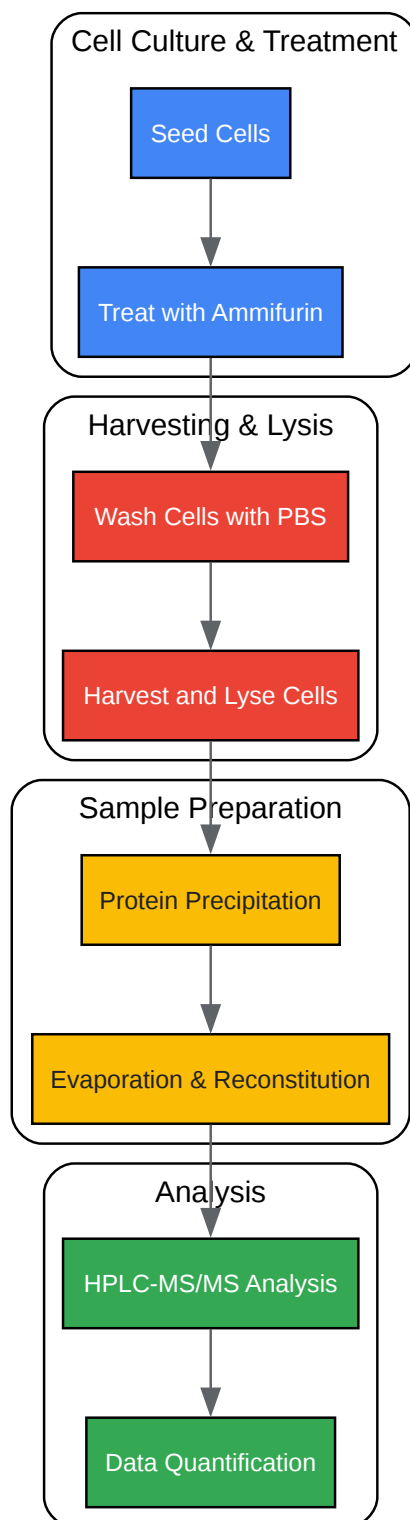 Cell Culture & Treatment
Seed Cells
Treat with Ammifurin
Harvesting & Lysis
Wash Cells with PBS
Harvest and Lyse Cells
Sample Preparation
Protein Precipitation
Evaporation & Reconstitution
Analysis
HPLC-MS/MS Analysis
Data Quantification